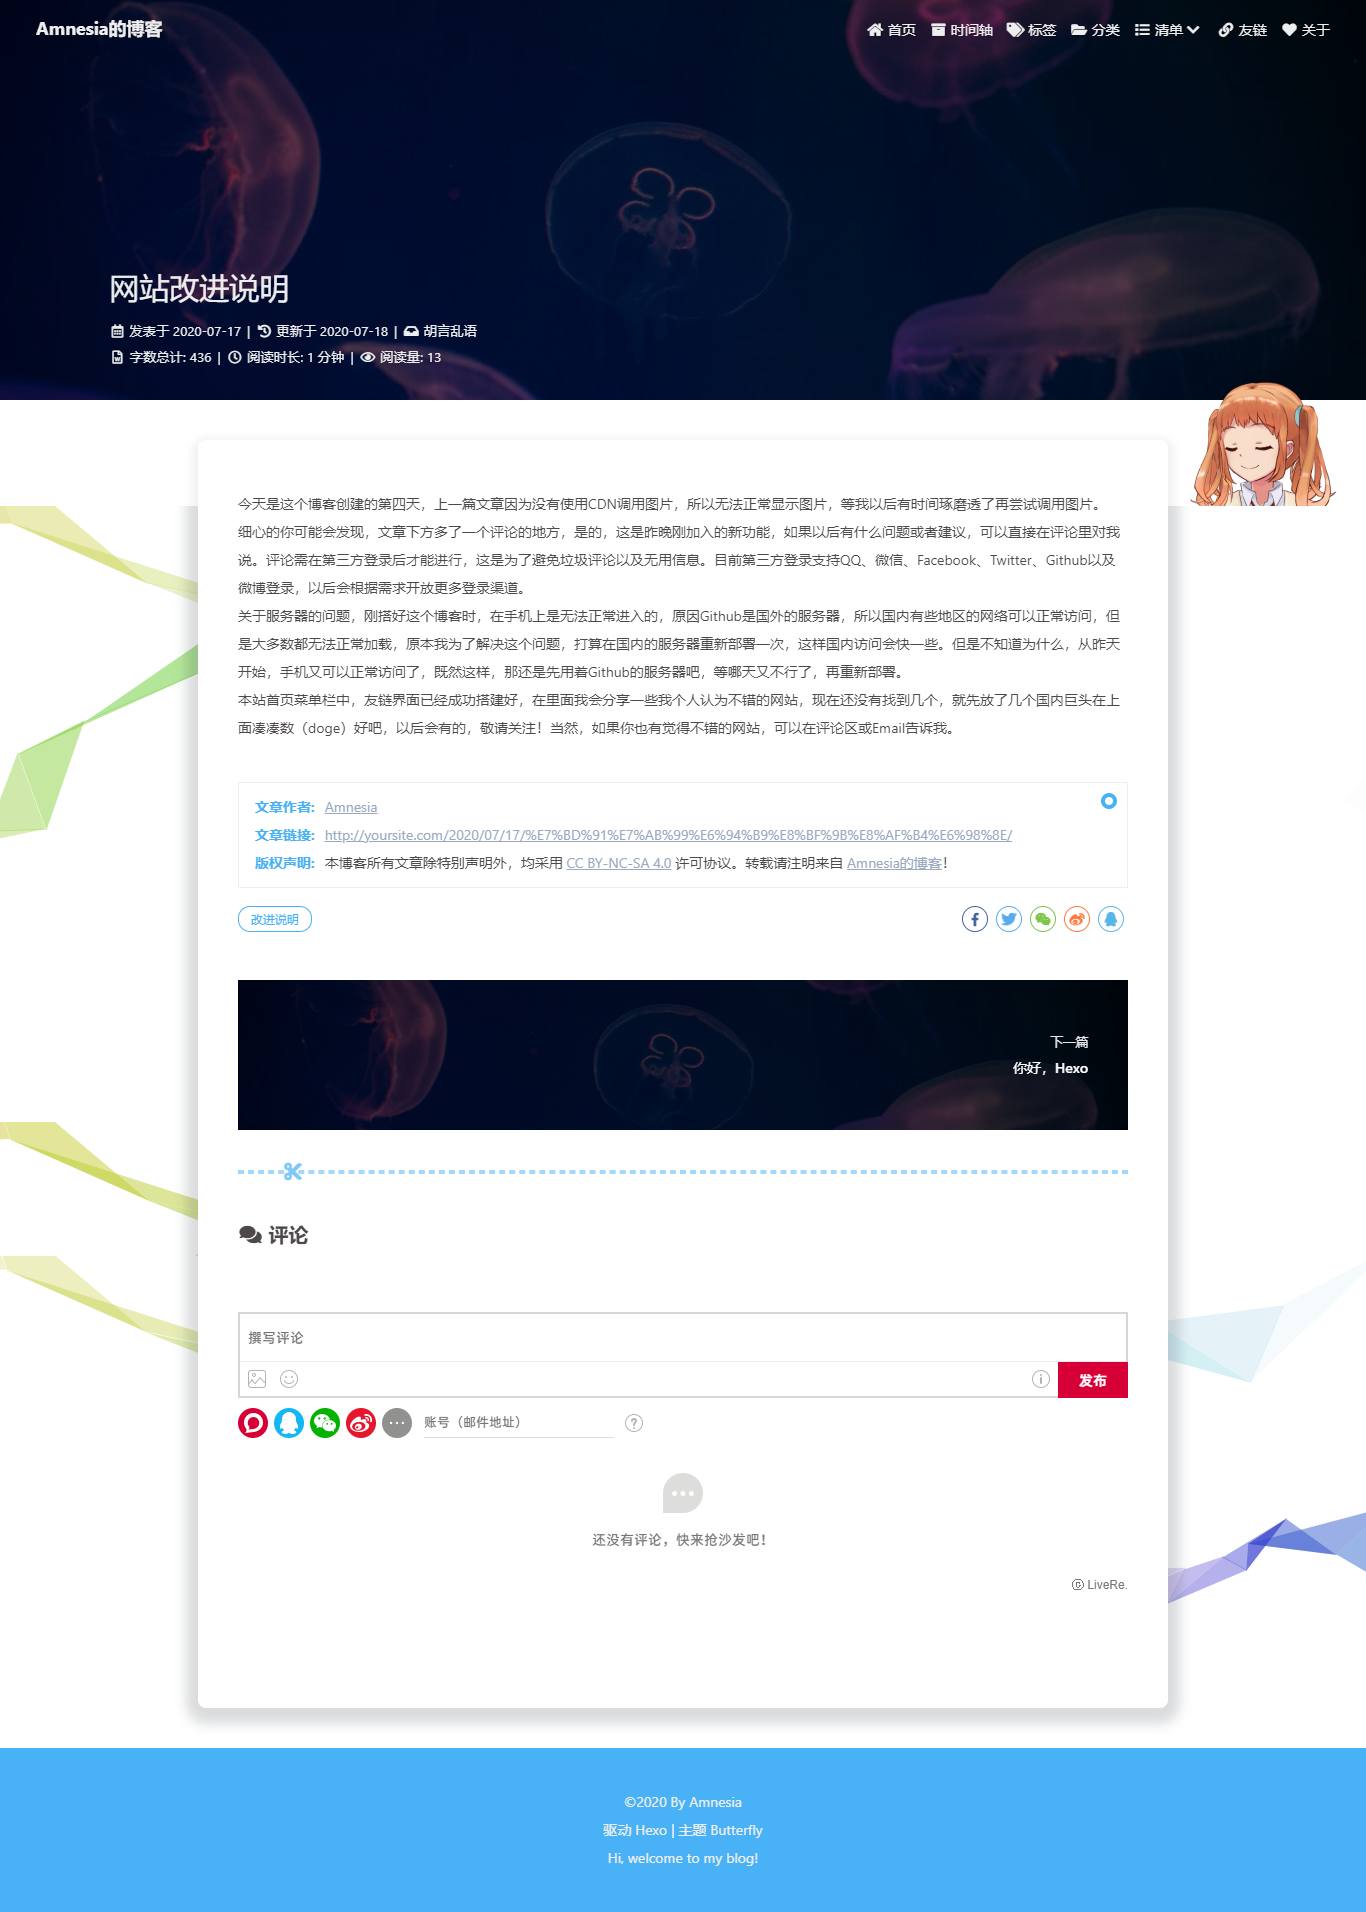 Amnesia的博客
首页 时间轴 标签 分类 清单 友链 关于
网站改进说明
发表于 2020-07-17 | 更新于 2020-07-18 | 胡言乱语
字数总计: 436 | 阅读时长: 1 分钟 | 阅读量: 13
今天是这个博客创建的第四天，上一篇文章因为没有使用CDN调用图片，所以无法正常显示图片，等我以后有时间琢磨透了再尝试调用图片。
细心的你可能会发现，文章下方多了一个评论的地方，是的，这是昨晚刚加入的新功能，如果以后有什么问题或者建议，可以直接在评论里对我
说。评论需在第三方登录后才能进行，这是为了避免垃圾评论以及无用信息。目前第三方登录支持QQ、微信、Facebook、Twitter、Github以及
微博登录，以后会根据需求开放更多登录渠道。
关于服务器的问题，刚搭好这个博客时，在手机上是无法正常进入的，原因Github是国外的服务器，所以国内有些地区的网络可以正常访问，但
是大多数都无法正常加载，原本我为了解决这个问题，打算在国内的服务器重新部署一次，这样国内访问会快一些。但是不知道为什么，从昨天
开始，手机又可以正常访问了，既然这样，那还是先用着Github的服务器吧，等哪天又不行了，再重新部署。
本站首页菜单栏中，友链界面已经成功搭建好，在里面我会分享一些我个人认为不错的网站，现在还没有找到几个，就先放了几个国内巨头在上
面凑凑数（doge）好吧，以后会有的，敬请关注！当然，如果你也有觉得不错的网站，可以在评论区或Email告诉我。
文章作者: Amnesia
文章链接: http://yoursite.com/2020/07/17/%E7%BD%91%E7%AB%99%E6%94%B9%E8%BF%9B%E8%AF%B4%E6%98%8E/
版权声明: 本博客所有文章除特别声明外，均采用 CC BY-NC-SA 4.0 许可协议。转载请注明来自 Amnesia的博客！
改进说明
下一篇
你好，Hexo
评论
撰写评论
发布
账号（邮件地址）
还没有评论，快来抢沙发吧！
LiveRe.
©2020 By Amnesia
驱动 Hexo | 主题 Butterfly
Hi, welcome to my blog!